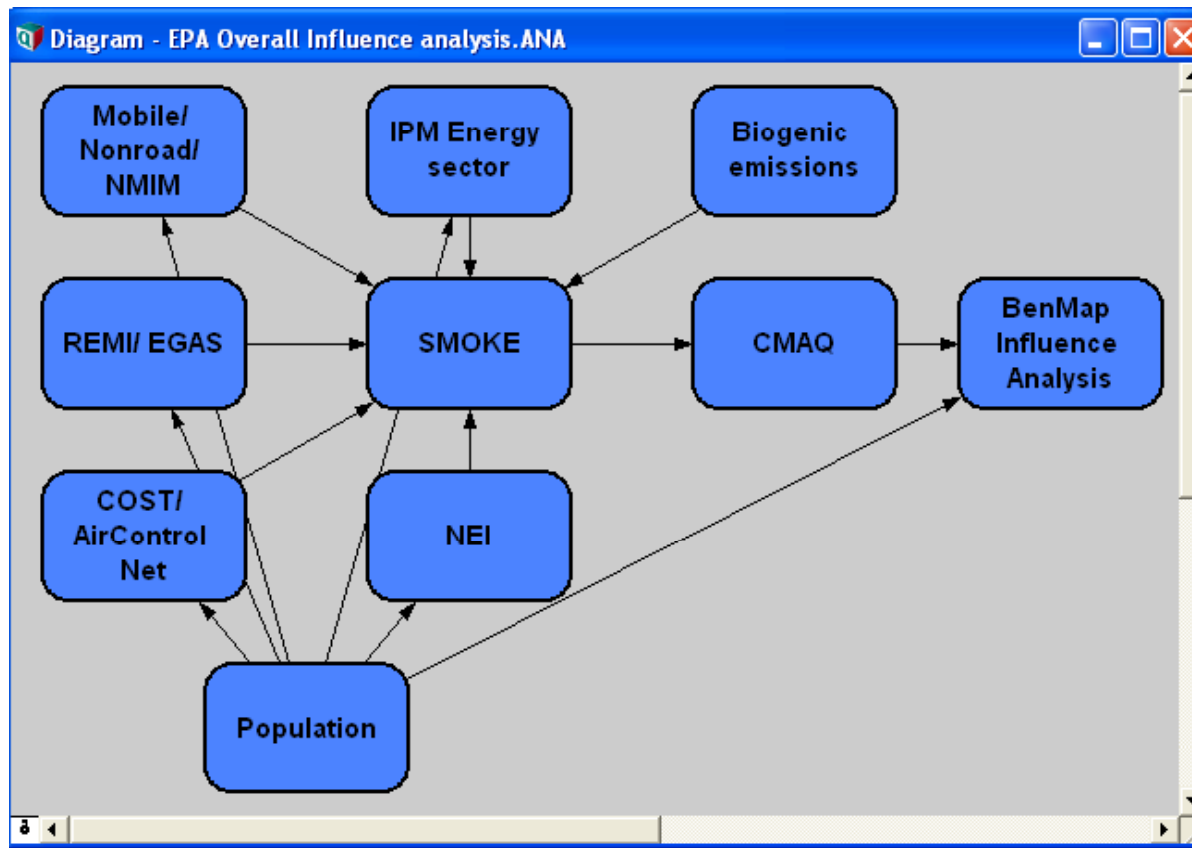 Diagram - EPA Overall Influence analysis.ANA
Mobile/
Nonroad/
NMIM
IPM Energy
sector
Biogenic
emissions
REMI/ EGAS
SMOKE
CMAQ
BenMap
Influence
Analysis
COST/
AirControl
Net
NEI
Population